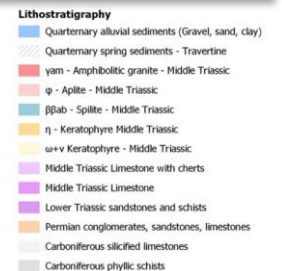 Lithostratigraphy
Quarternary alluvial sediments (Gravel, sand, clay)
Quarternary spring sediments - Travertine
γam - Amphibolitic granite - Middle Triassic
φ - Aplite - Middle Triassic
ββab - Spilite - Middle Triassic
η - Keratophyre Middle Triassic
ω+ν Keratophyre - Middle Triassic
Middle Triassic Limestone with cherts
Middle Triassic Limestone
Lower Triassic sandstones and schists
Permian conglomerates, sandstones, limestones
Carboniferous silicified limestones
Carboniferous phyllic schists